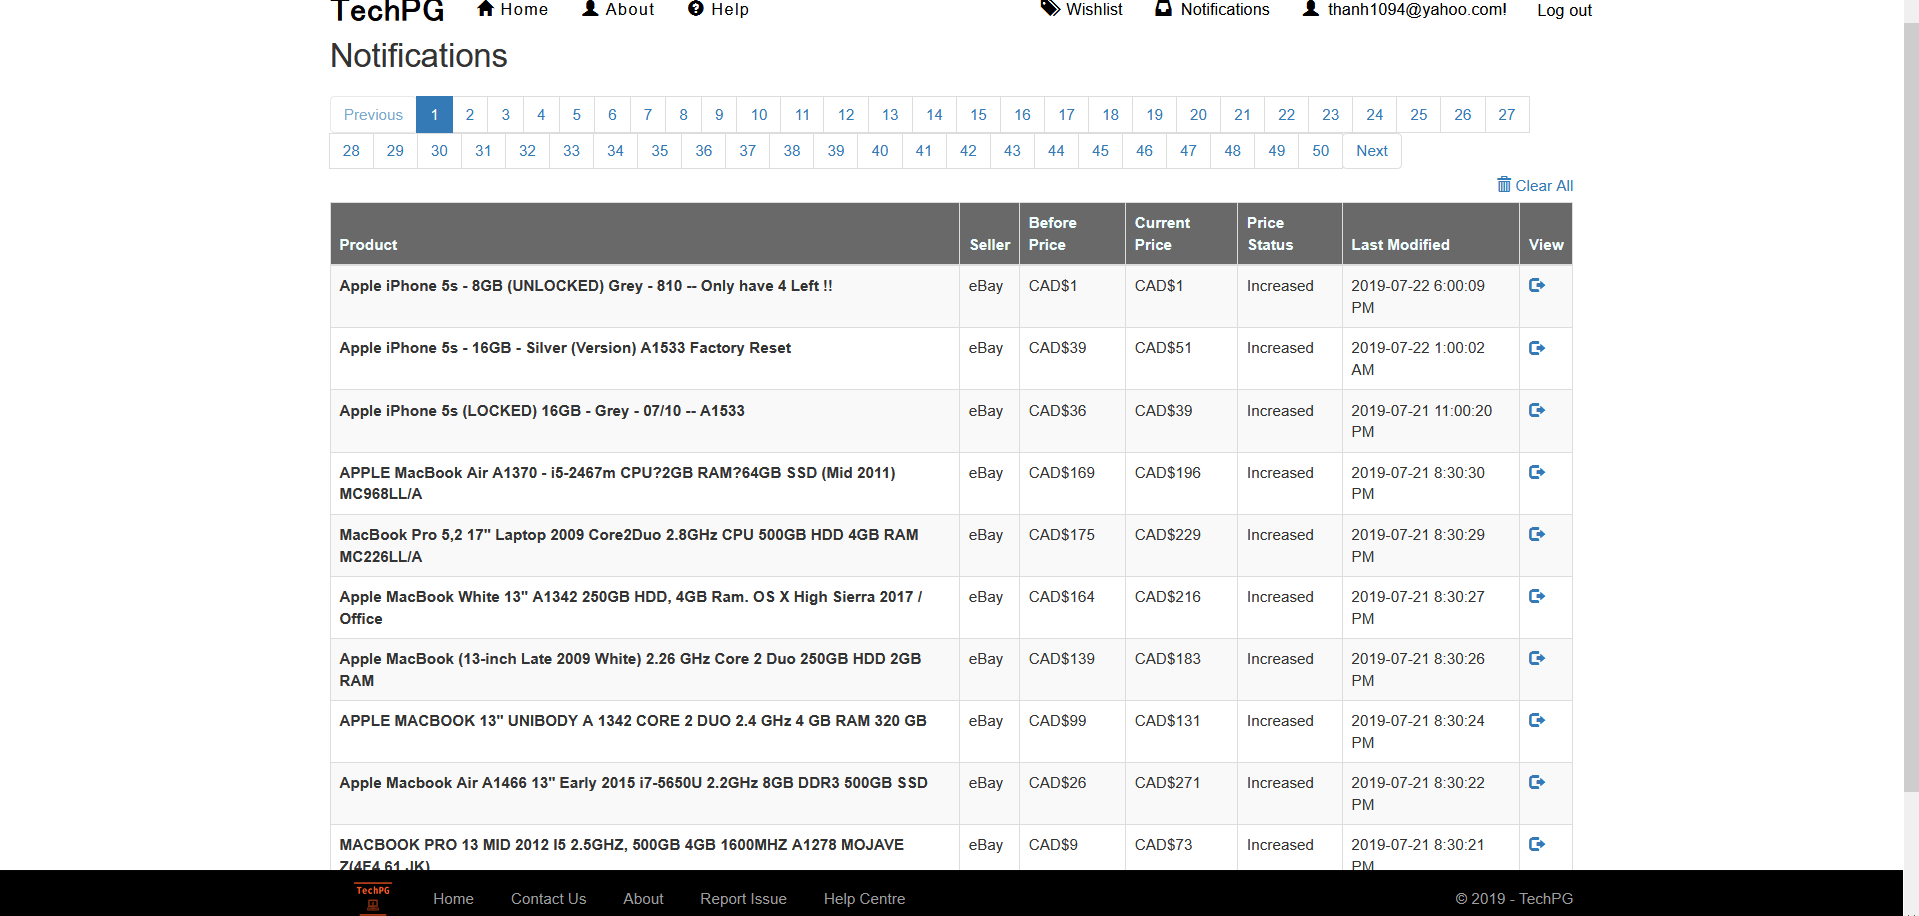 TechPG Home About Help Wishlist Notifications thanh1094@yahoo.com! Log out
Notifications
Previous 1 2 3 4 5 6 7 8 9 10 11 12 13 14 15 16 17 18 19 20 21 22 23 24 25 26 27
28 29 30 31 32 33 34 35 36 37 38 39 40 41 42 43 44 45 46 47 48 49 50 Next
Clear All
Product Seller Before Price Current Price Price Status Last Modified View
Apple iPhone 5s - 8GB (UNLOCKED) Grey - 810 -- Only have 4 Left !! eBay CAD$1 CAD$1 Increased 2019-07-22 6:00:09
PM
Apple iPhone 5s - 16GB - Silver (Version) A1533 Factory Reset eBay CAD$39 CAD$51 Increased 2019-07-22 1:00:02
AM
Apple iPhone 5s (LOCKED) 16GB - Grey - 07/10 -- A1533 eBay CAD$36 CAD$39 Increased 2019-07-21 11:00:20
PM
APPLE MacBook Air A1370 - i5-2467m CPU?2GB RAM?64GB SSD (Mid 2011) eBay CAD$169 CAD$196 Increased 2019-07-21 8:30:30
MC968LL/A PM
MacBook Pro 5,2 17" Laptop 2009 Core2Duo 2.8GHz CPU 500GB HDD 4GB RAM eBay CAD$175 CAD$229 Increased 2019-07-21 8:30:29
MC226LL/A PM
Apple MacBook White 13" A1342 250GB HDD, 4GB Ram. OS X High Sierra 2017 / eBay CAD$164 CAD$216 Increased 2019-07-21 8:30:27
Office PM
Apple MacBook (13-inch Late 2009 White) 2.26 GHz Core 2 Duo 250GB HDD 2GB eBay CAD$139 CAD$183 Increased 2019-07-21 8:30:26
RAM PM
APPLE MACBOOK 13" UNIBODY A 1342 CORE 2 DUO 2.4 GHz 4 GB RAM 320 GB eBay CAD$99 CAD$131 Increased 2019-07-21 8:30:24
PM
Apple Macbook Air A1466 13" Early 2015 i7-5650U 2.2GHz 8GB DDR3 500GB SSD eBay CAD$26 CAD$271 Increased 2019-07-21 8:30:22
PM
MACBOOK PRO 13 MID 2012 I5 2.5GHZ, 500GB 4GB 1600MHZ A1278 MOJAVE eBay CAD$9 CAD$73 Increased 2019-07-21 8:30:21
PM
TechPG Home Contact Us About Report Issue Help Centre © 2019 - TechPG